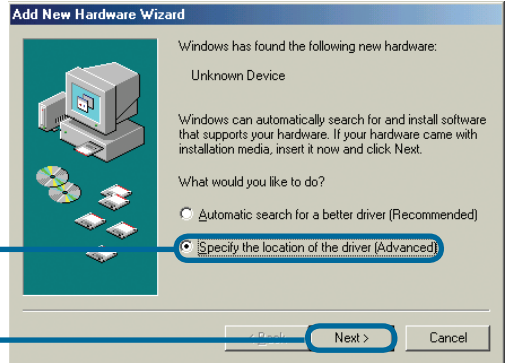 Add New Hardware Wizard
Windows has found the following new hardware:
Unknown Device
Windows can automatically search for and install software
that supports your hardware. If your hardware came with
installation media, insert it now and click Next.
What would you like to do?
Automatic search for a better driver (Recommended)
Specify the location of the driver (Advanced)
< Back
Next >
Cancel